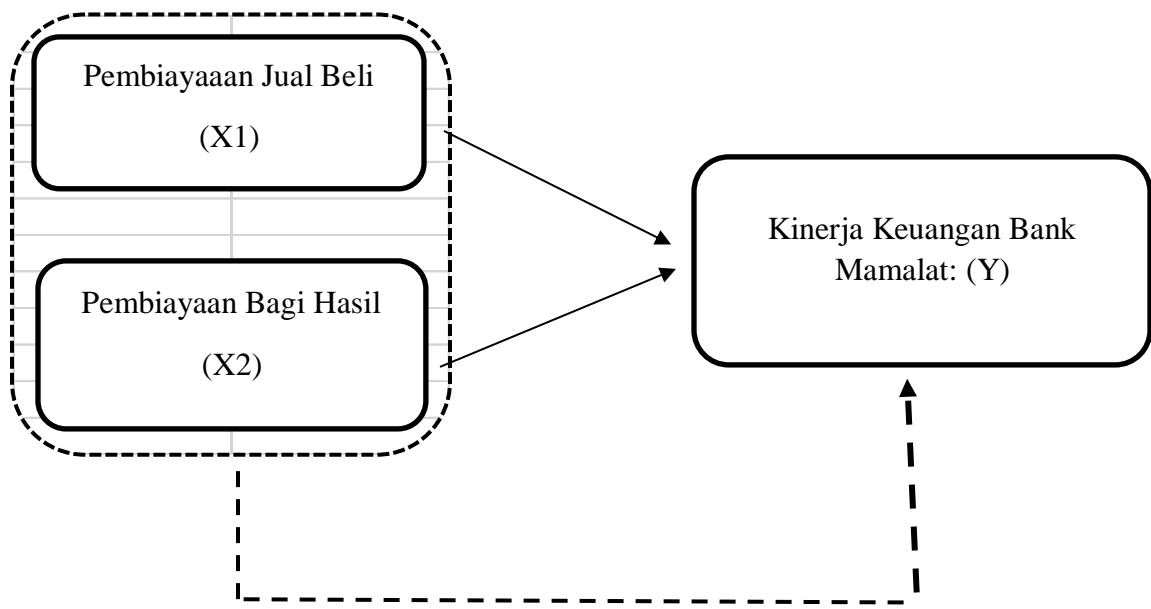 Pembiayaaan Jual Beli
(X1)
Pembiayaan Bagi Hasil
(X2)
Kinerja Keuangan Bank
Mamalat: (Y)